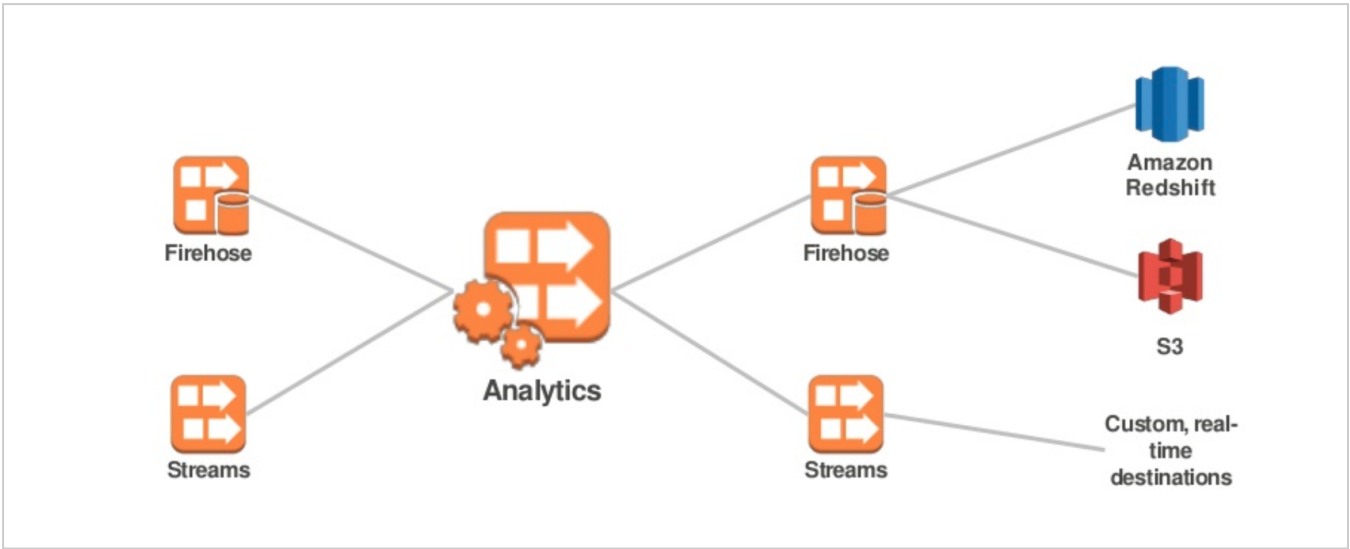 Firehose
Streams
Analytics
Firehose
Streams
Amazon
Redshift
S3
Custom, real-
time
destinations